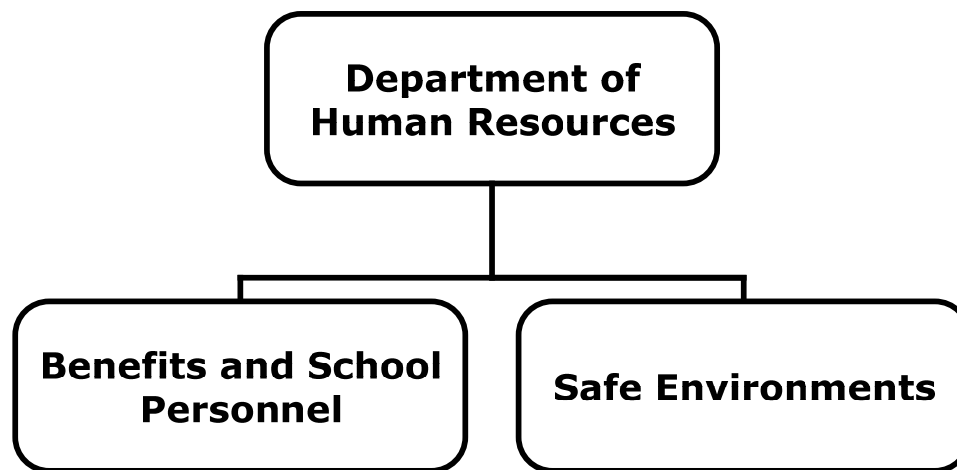 Department of
Human Resources
Benefits and School
Personnel
Safe Environments